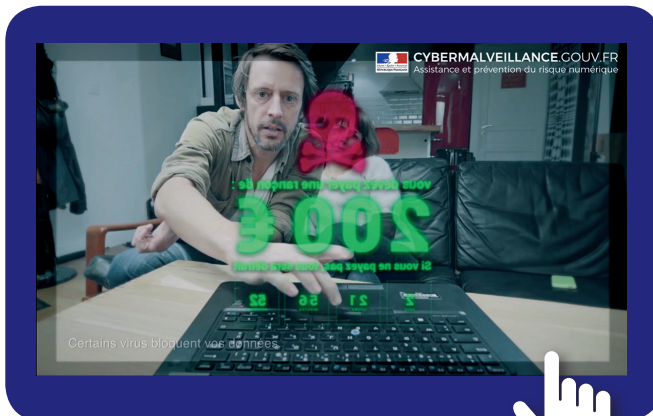 CYBERMALVEILLANCE.GOUV.FR
Assistance et prévention du risque numérique
vous devez payer une rançon de :
200 €
Si vous ne payez pas, tout sera détruit
2 21 56 52
Certains virus bloquent vos données